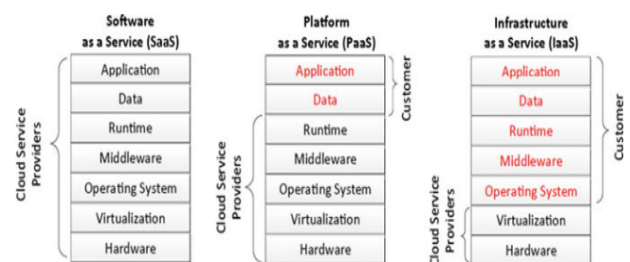 Software
as a Service (SaaS)
Cloud Service
Providers
Application
Data
Runtime
Middleware
Operating System
Virtualization
Hardware
Platform
as a Service (PaaS)
Application
Data
Customer
Runtime
Middleware
Operating System
Virtualization
Hardware
Cloud Service
Providers
Infrastructure
as a Service (IaaS)
Application
Data
Runtime
Middleware
Operating System
Customer
Virtualization
Hardware
Cloud Service
Providers